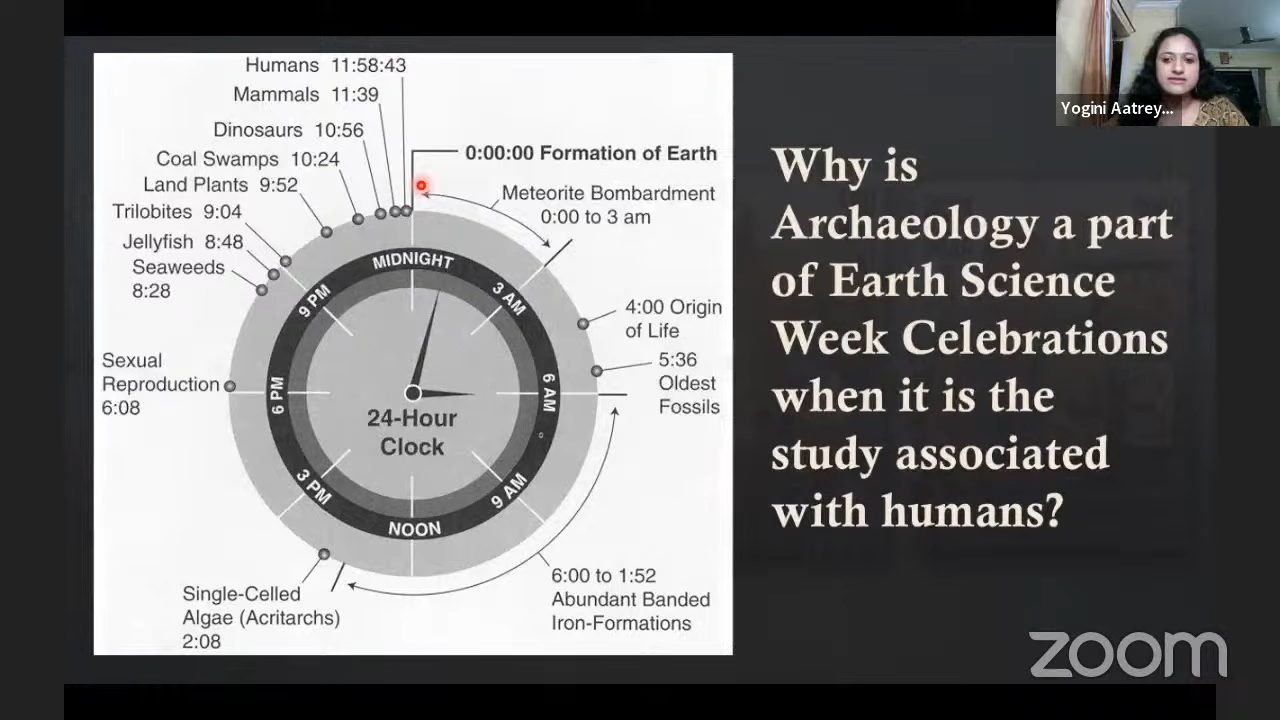 Humans 11:58:43
Mammals 11:39
Dinosaurs 10:56
Coal Swamps 10:24
Land Plants 9:52
Trilobites 9:04
Jellyfish 8:48
Seaweeds
8:28
Sexual
Reproduction
6:08
Single-Celled
Algae (Acritarchs)
2:08
0:00:00 Formation of Earth
Meteorite Bombardment
0:00 to 3 am
4:00 Origin
of Life
5:36
Oldest
Fossils
6:00 to 1:52
Abundant Banded
Iron-Formations
MIDNIGHT
3 AM
6 AM
9 AM
NOON
3 PM
6 PM
9 PM
24-Hour
Clock
Why is
Archaeology a part
of Earth Science
Week Celebrations
when it is the
study associated
with humans?
Yogini Aatrey...
zoom